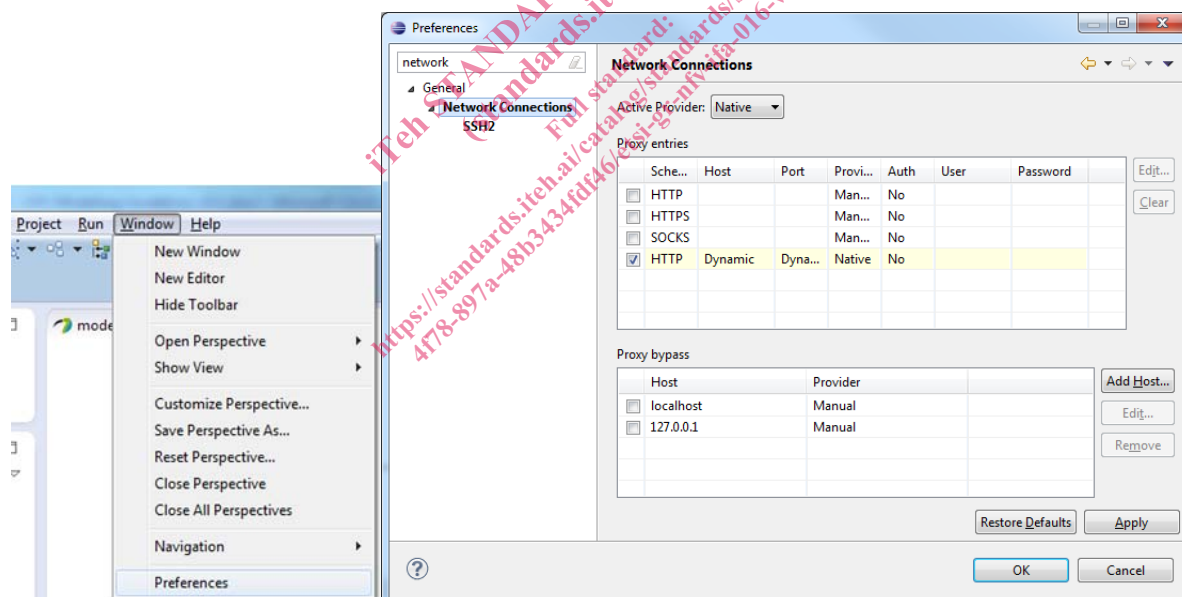 Project Run Window Help
New Window
New Editor
Hide Toolbar
mode
Open Perspective
Show View
Customize Perspective...
Save Perspective As...
Reset Perspective...
Close Perspective
Close All Perspectives
Navigation
Preferences
Preferences
network
General
Network Connections
SSH2
Network Connections
Active Provider: Native
Proxy entries
Sche... Host Port Provi... Auth User Password
HTTP Man... No
HTTPS Man... No
SOCKS Man... No
HTTP Dynamic Dyna... Native No
Edit...
Clear
Proxy bypass
Host Provider
localhost Manual
127.0.0.1 Manual
Add Host...
Edit...
Remove
Restore Defaults Apply
OK Cancel
iTeh STANDAR
(standards.it
Full standard:
https://standards.iteh.ai/catalog/standards/s
4f78-897a-48b3434fdf46/etsi-gr-nfv-ifa-016-v